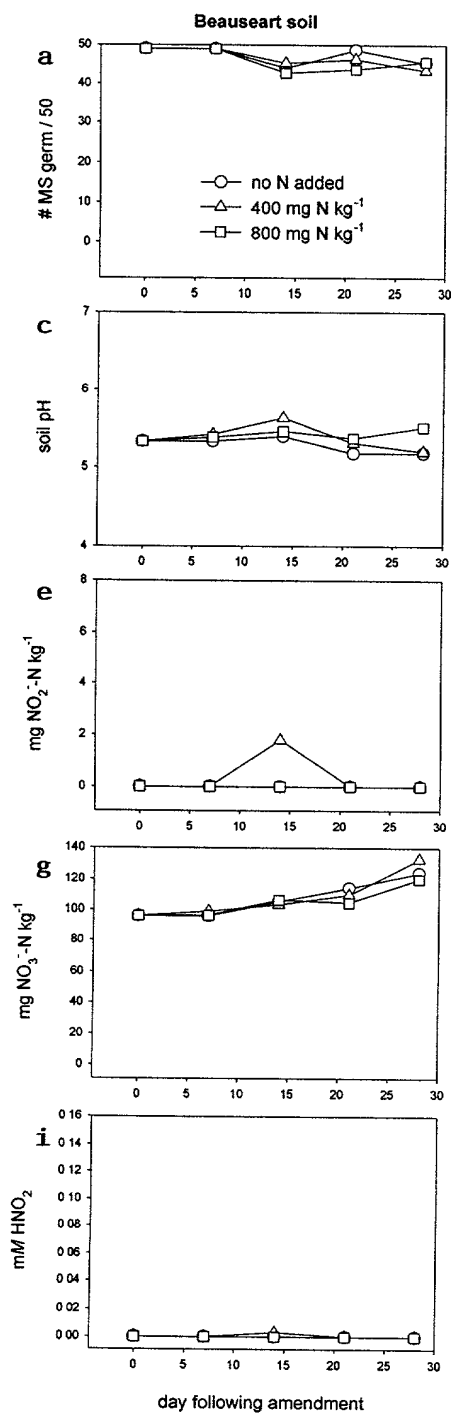 Beauseart soil
a
# MS germ / 50
50
40
30
20
10
0
no N added
400 mg N kg⁻¹
800 mg N kg⁻¹
0 5 10 15 20 25 30
c
soil pH
7
6
5
4
0 5 10 15 20 25 30
e
mg NO₂⁻-N kg⁻¹
8
6
4
2
0
0 5 10 15 20 25 30
g
mg NO₃⁻-N kg⁻¹
140
120
100
80
60
40
20
0
0 5 10 15 20 25 30
i
mM HNO₂
0 16
0 14
0 12
0 10
0 08
0 06
0 04
0 02
0 00
0 5 10 15 20 25 30
day following amendment